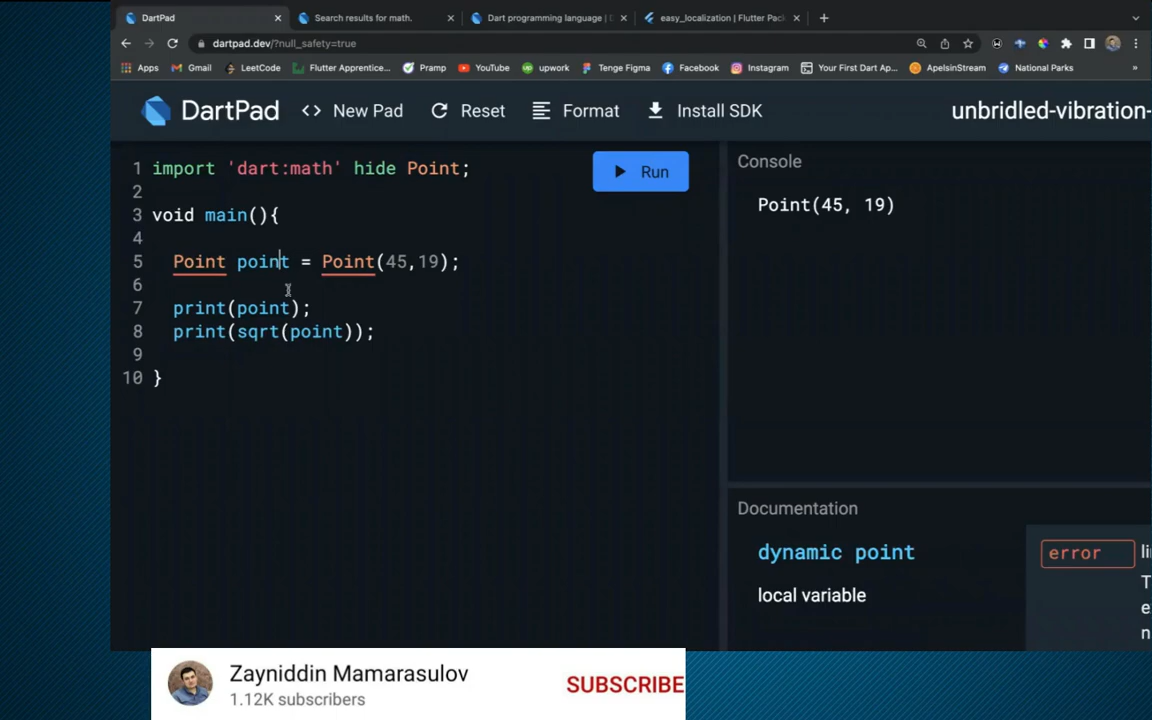 DartPad
Search results for math.
Dart programming language | D
easy_localization | Flutter Pac
dartpad.dev/?null_safety=true
Apps
Gmail
LeetCode
Flutter Apprentice...
Pramp
YouTube
upwork
Tenge Figma
Facebook
Instagram
Your First Dart Ap...
ApelsinStream
National Parks
»
DartPad
<> New Pad
Reset
Format
Install SDK
unbridled-vibration-
1 import 'dart:math' hide Point;
2
3 void main(){
4
5 Point point = Point(45,19);
6
7 print(point);
8 print(sqrt(point));
9
10 }
Run
Console
Point(45, 19)
Documentation
dynamic point
local variable
error
li
T
e
n
Zayniddin Mamarasulov
1.12K subscribers
SUBSCRIBE